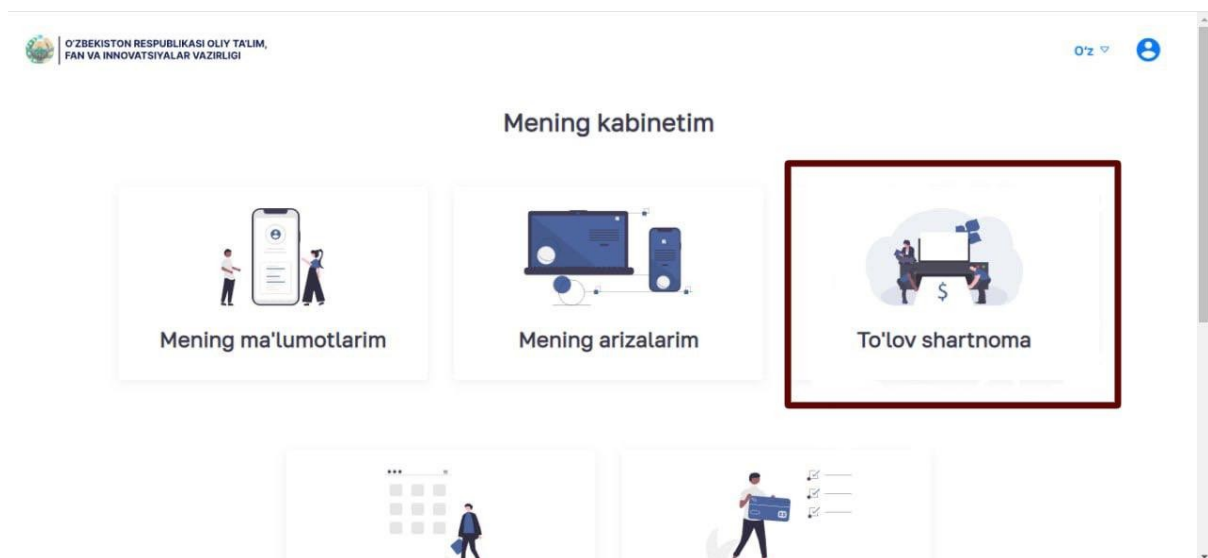 O'ZBEKISTON RESPUBLIKASI OLIY TA'LIM,
FAN VA INNOVATSIYALAR VAZIRLIGI
O'z
Mening kabinetim
Mening ma'lumotlarim
Mening arizalarim
$
To'lov shartnoma